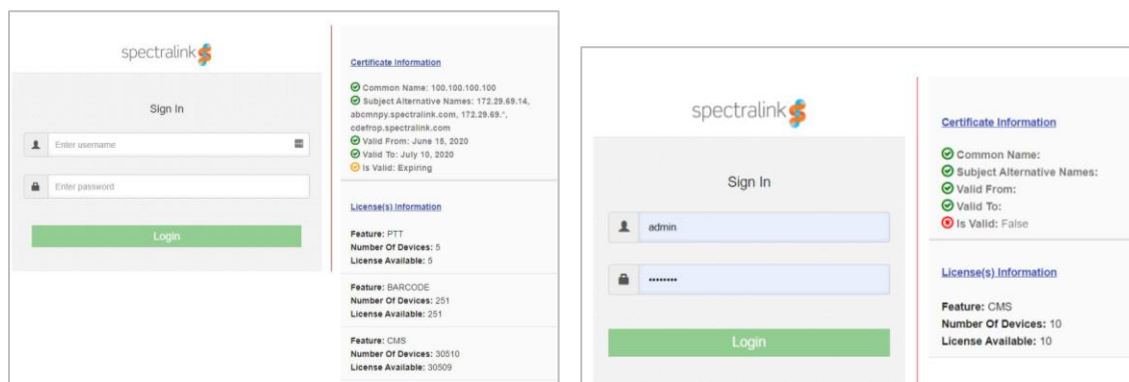 spectralink
Sign In
Enter username
Enter password
Login
Certificate Information
Common Name: 100.100.100.100
Subject Alternative Names: 172.29.69.14,
abcmnpy.spectralink.com, 172.29.69.*,
cdefrop.spectralink.com
Valid From: June 15, 2020
Valid To: July 10, 2020
Is Valid: Expiring
License(s) Information
Feature: PTT
Number Of Devices: 5
License Available: 5
Feature: BARCODE
Number Of Devices: 251
License Available: 251
Feature: CMS
Number Of Devices: 30510
License Available: 30509
spectralink
Sign In
admin
••••••••
Login
Certificate Information
Common Name:
Subject Alternative Names:
Valid From:
Valid To:
Is Valid: False
License(s) Information
Feature: CMS
Number Of Devices: 10
License Available: 10